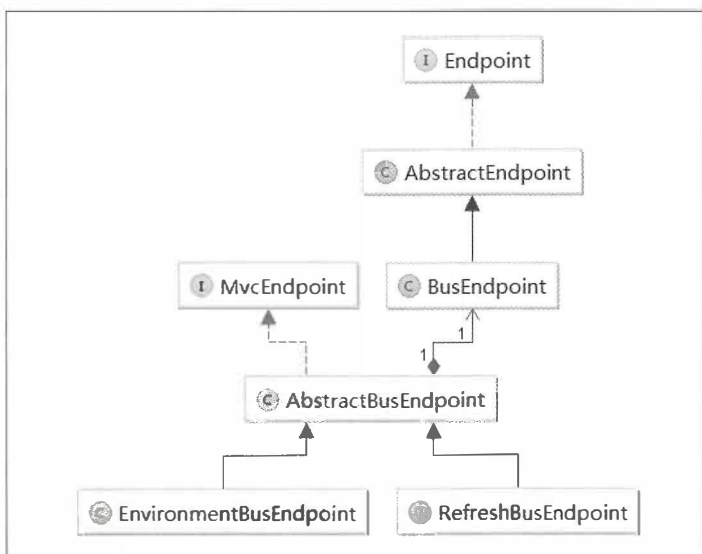 I Endpoint
C AbstractEndpoint
I MvcEndpoint
C BusEndpoint
1
1
C AbstractBusEndpoint
EnvironmentBusEndpoint
RefreshBusEndpoint